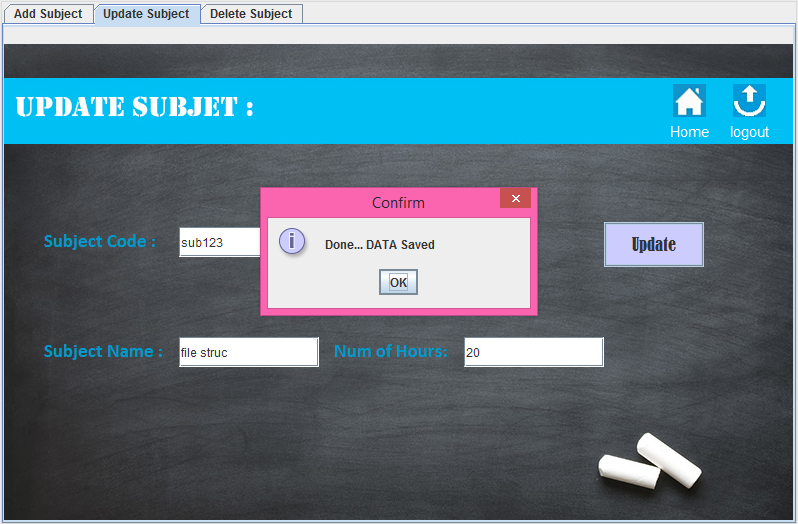 Add Subject
Update Subject
Delete Subject
UPDATE SUBJET :
Home
logout
Confirm
Subject Code :
sub123
Done... DATA Saved
OK
Update
Subject Name :
file struc
Num of Hours:
20